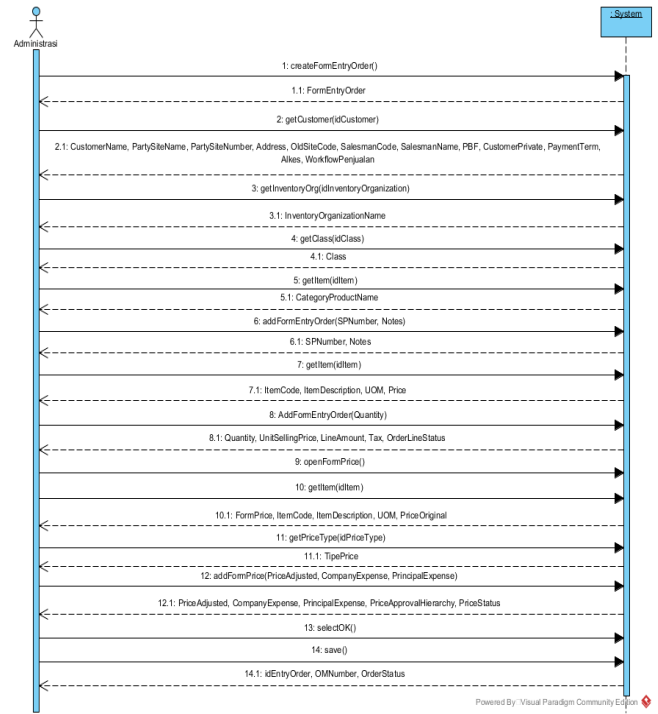 : System
Administrasi
1: createFormEntryOrder()
1.1: FormEntryOrder
2: getCustomer(idCustomer)
2.1: CustomerName, PartySiteName, PartySiteNumber, Address, OldSiteCode, SalesmanCode, SalesmanName, PBF, CustomerPrivate, PaymentTerm,
Alkes, WorkflowPenjualan
3: getInventoryOrg(idInventoryOrganization)
3.1: InventoryOrganizationName
4: getClass(idClass)
4.1: Class
5: getItem(idItem)
5.1: CategoryProductName
6: addFormEntryOrder(SPNumber, Notes)
6.1: SPNumber, Notes
7: getItem(idItem)
7.1: ItemCode, ItemDescription, UOM, Price
8: AddFormEntryOrder(Quantity)
8.1: Quantity, UnitSellingPrice, LineAmount, Tax, OrderLineStatus
9: openFormPrice()
10: getItem(idItem)
10.1: FormPrice, ItemCode, ItemDescription, UOM, PriceOriginal
11: getPriceType(idPriceType)
11.1: TipePrice
12: addFormPrice(PriceAdjusted, CompanyExpense, PrincipalExpense)
12.1: PriceAdjusted, CompanyExpense, PrincipalExpense, PriceApprovalHierarchy, PriceStatus
13: selectOK()
14: save()
14.1: idEntryOrder, OMNumber, OrderStatus
Powered By Visual Paradigm Community Edition